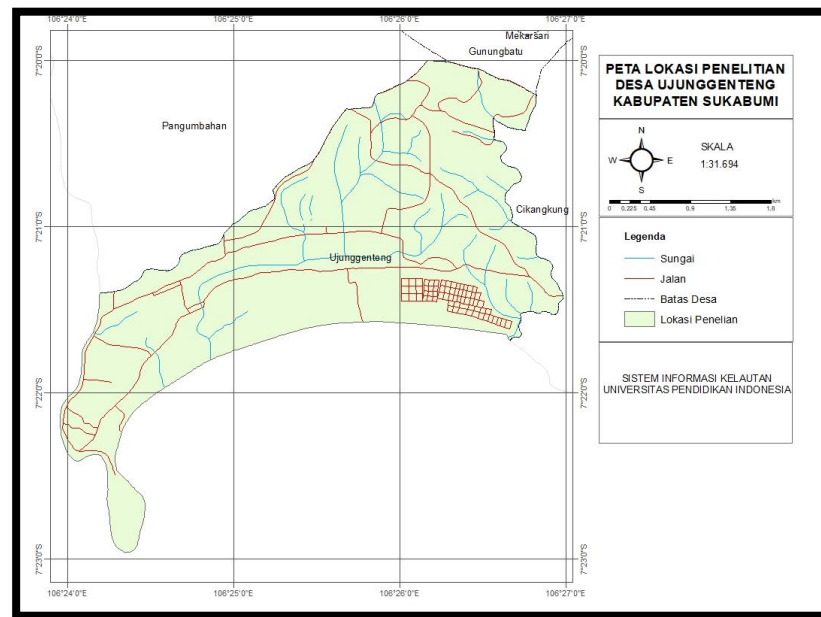 106°24'0"E 106°25'0"E 106°26'0"E 106°27'0"E
7°20'0"S 7°20'0"S
7°21'0"S 7°21'0"S
7°22'0"S 7°22'0"S
7°23'0"S 7°23'0"S
106°24'0"E 106°25'0"E 106°26'0"E 106°27'0"E
Mekarsari
Gunungbatu
Pangumbahan
Cikangkung
Ujunggenteng
PETA LOKASI PENELITIAN
DESA UJUNGGENTENG
KABUPATEN SUKABUMI
N
W E
S
SKALA
1:31.694
km
0 0,225 0,45 0,9 1,35 1,8
Legenda
Sungai
Jalan
Batas Desa
Lokasi Penelian
SISTEM INFORMASI KELAUTAN
UNIVERSITAS PENDIDIKAN INDONESIA